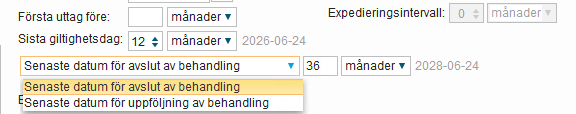 Första uttag före: månader
Expedieringsintervall: 0 månader
Sista giltighetsdag: 12 månader 2026-06-24
Senaste datum för avslut av behandling 36 månader 2028-06-24
Senaste datum för avslut av behandling
Senaste datum för uppföljning av behandling